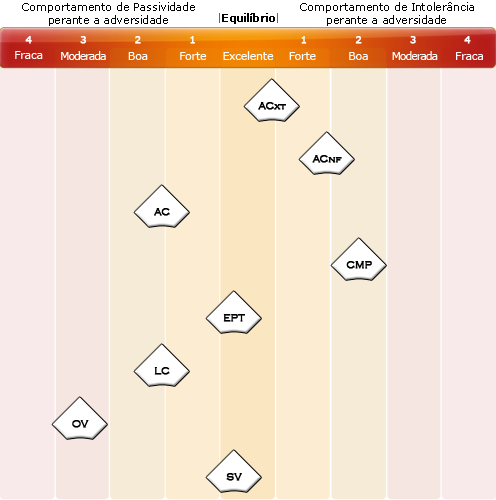 Comportamento de Passividade
perante a adversidade
|Equilíbrio|
Comportamento de Intolerância
perante a adversidade
4 3 2 1 1 2 3 4
Fraca Moderada Boa Forte Excelente Forte Boa Moderada Fraca
ACXT
ACNF
AC
CMP
EPT
LC
OV
SV